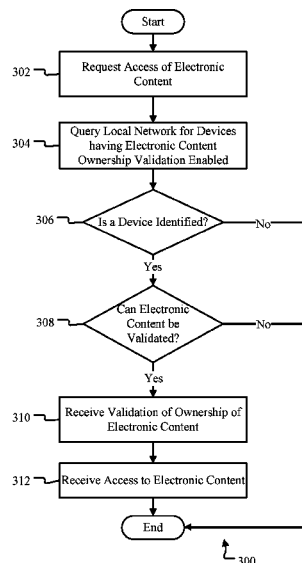 Start
302
Request Access of Electronic
Content
304
Query Local Network for Devices
having Electronic Content
Ownership Validation Enabled
306
Is a Device Identified?
No
Yes
308
Can Electronic
Content be
Validated?
No
Yes
310
Receive Validation of Ownership of
Electronic Content
312
Receive Access to Electronic Content
End
300